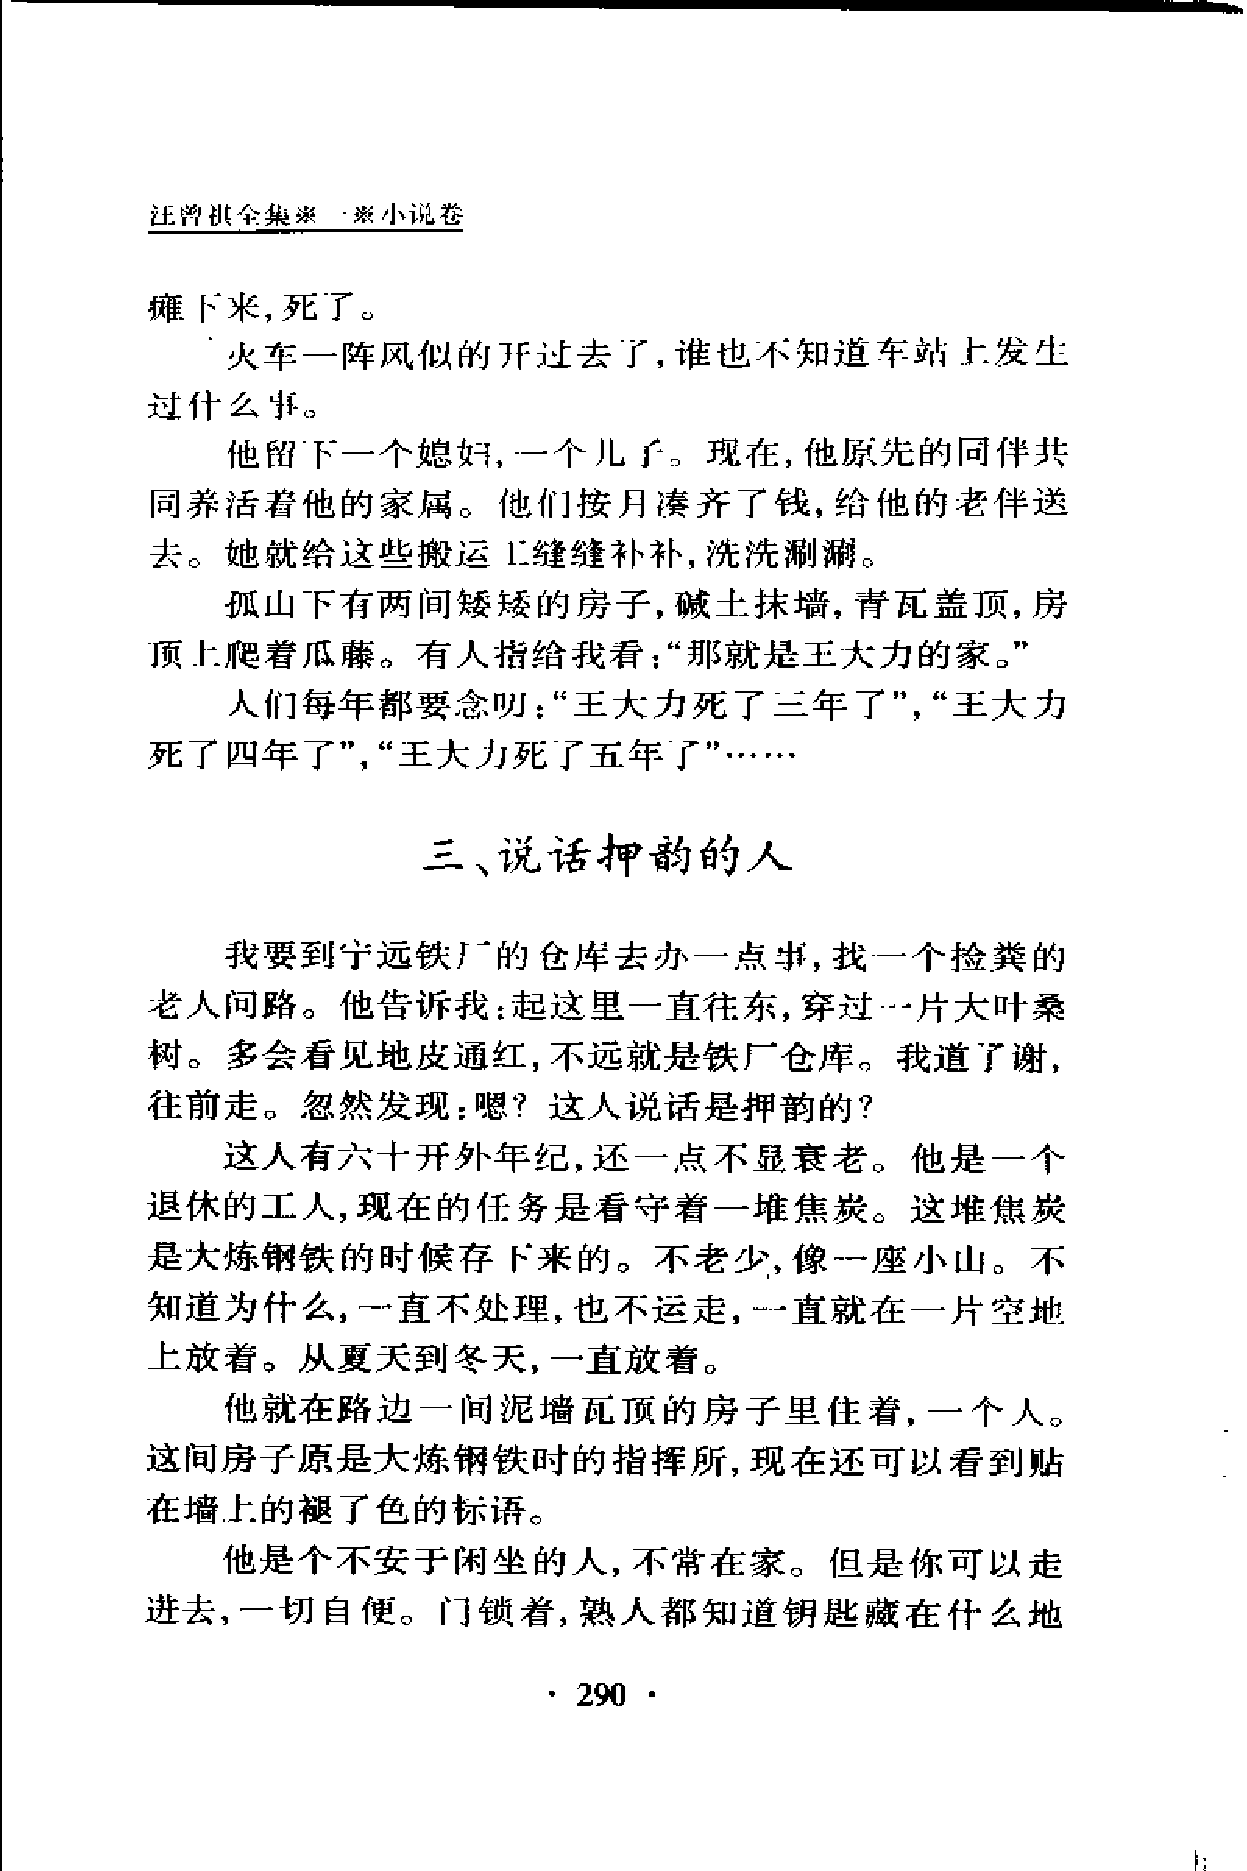 汪曾祺全集※一※小说卷
瘫下来,死了。
火车一阵风似的开过去了,谁也不知道车站上发生
过什么事。
他留下一个媳妇,一个儿子。现在,他原先的同伴共
同养活着他的家属。他们按月凑齐了钱,给他的老伴送
去。她就给这些搬运工缝缝补补,洗洗涮涮。
孤山下有两间矮矮的房子,碱土抹墙,青瓦盖顶,房
顶上爬着瓜藤。有人指给我看:“那就是王大力的家。”
人们每年都要念叨:“王大力死了三年了”,“王大力
死了四年了”,“王大力死了五年了”……
三、说话押韵的人
我要到宁远铁厂的仓库去办一点事,找一个捡粪的
老人问路。他告诉我:起这里一直往东,穿过一片大叶桑
树。多会看见地皮通红,不远就是铁厂仓库。我道了谢,
往前走。忽然发现:嗯?这人说话是押韵的?
这人有六十开外年纪,还一点不显衰老。他是一个
退休的工人,现在的任务是看守着一堆焦炭。这堆焦炭
是大炼钢铁的时候存下来的。不老少,像一座小山。不
知道为什么,一直不处理,也不运走,一直就在一片空地
上放着。从夏天到冬天,一直放着。
他就在路边一间泥墙瓦顶的房子里住着,一个人。
这间房子原是大炼钢铁时的指挥所,现在还可以看到贴
在墙上的褪了色的标语。
他是个不安于闲坐的人,不常在家。但是你可以走
进去,一切自便。门锁着,熟人都知道钥匙藏在什么地
· 290 ·